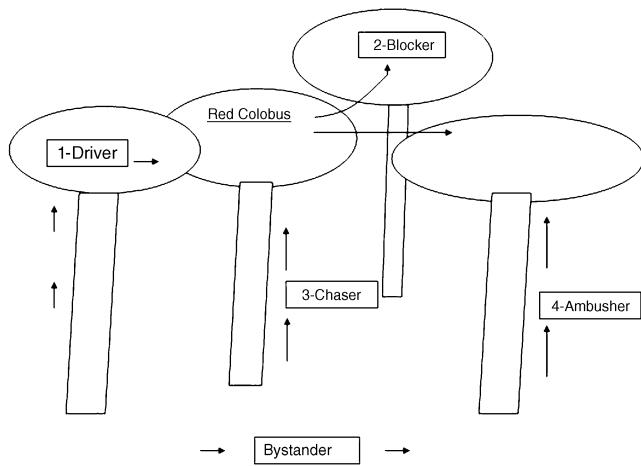 2-Blocker
Red Colobus
1-Driver
3-Chaser
4-Ambusher
Bystander